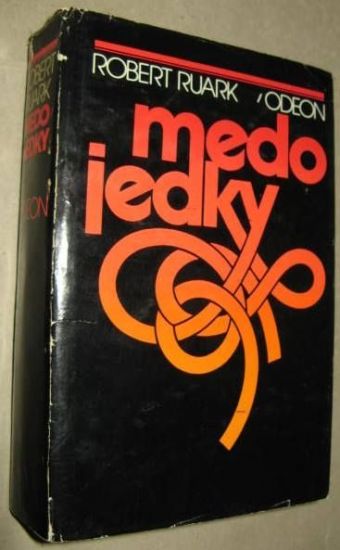 ROBERT RUARK ODEON
medo
jedky
ROBERT
RUARK
MEDO
JEDKY
ODEON